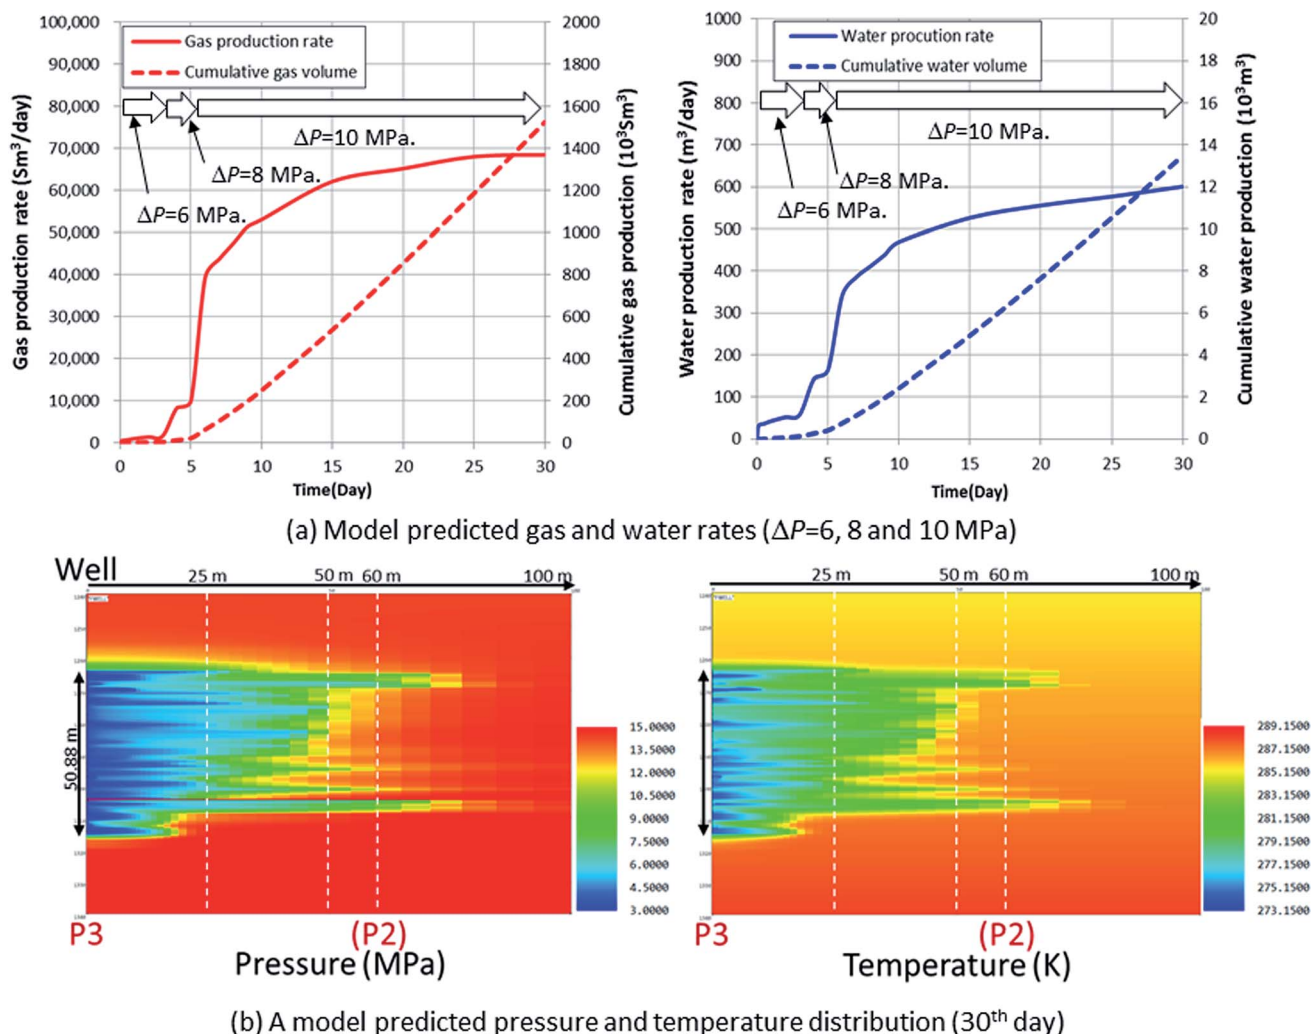 Gas production rate
Cumulative gas volume
ΔP=10 MPa.
ΔP=8 MPa.
ΔP=6 MPa.
Gas production rate (Sm³/day)
100,000
90,000
80,000
70,000
60,000
50,000
40,000
30,000
20,000
10,000
0
Cumulative gas production (10³Sm³)
2000
1800
1600
1400
1200
1000
800
600
400
200
0
0 5 10 15 20 25 30
Time(Day)
Water procution rate
Cumulative water volume
ΔP=10 MPa.
ΔP=8 MPa.
ΔP=6 MPa.
Water production rate (m³/day)
1000
900
800
700
600
500
400
300
200
100
0
Cumulative water production (10³m³)
20
18
16
14
12
10
8
6
4
2
0
0 5 10 15 20 25 30
Time(Day)
(a) Model predicted gas and water rates (ΔP=6, 8 and 10 MPa)
Well
25 m 50 m 60 m 100 m
50.88 m
15.0000
13.5000
12.0000
10.5000
9.0000
7.5000
6.0000
4.5000
3.0000
P3 (P2)
Pressure (MPa)
25 m 50 m 60 m 100 m
289.1500
287.1500
285.1500
283.1500
281.1500
279.1500
277.1500
275.1500
273.1500
P3 (P2)
Temperature (K)
(b) A model predicted pressure and temperature distribution (30th day)